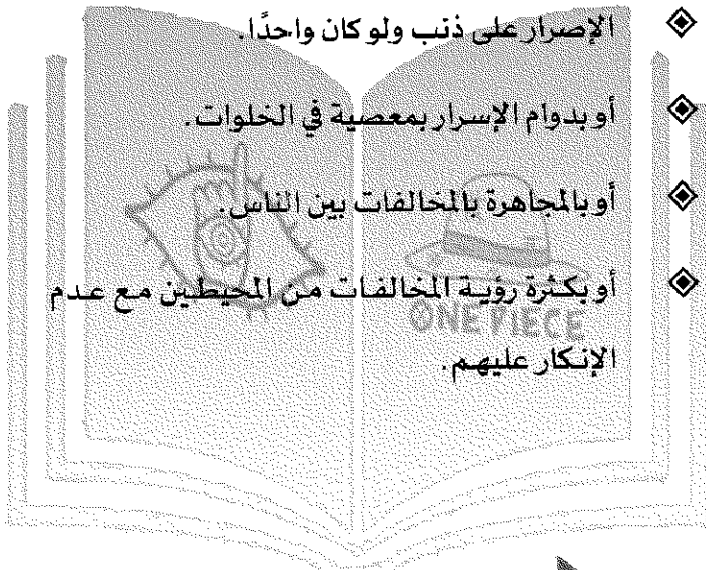 الإصرار على ذنب ولو كان واحدًا.
أو بدوام الإسرار بمعصية في الخلوات.
أو بالمجاهرة بالمخالفات بين الناس.
أو بكثرة رؤية المخالفات من المحيطين مع عدم
الإنكار عليهم.
ONE PIECE